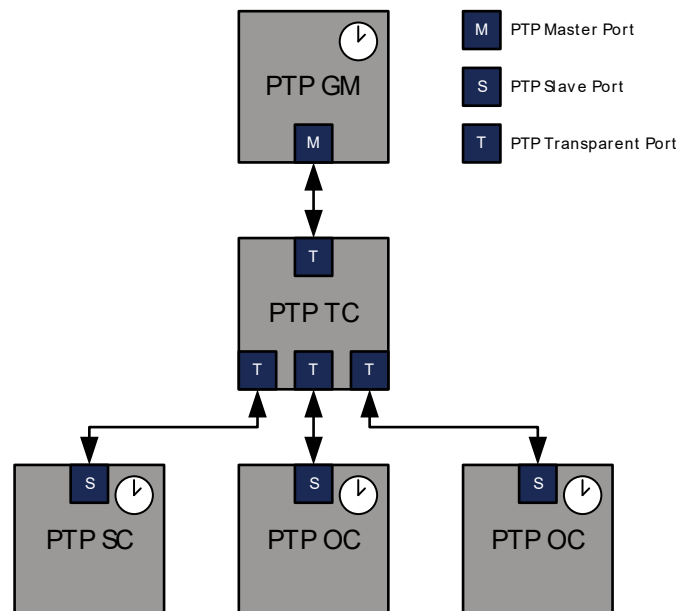 M PTP Master Port
PTP GM
S PTP Slave Port
M
T PTP Transparent Port
T
PTP TC
T T T
S S S
PTP SC PTP OC PTP OC